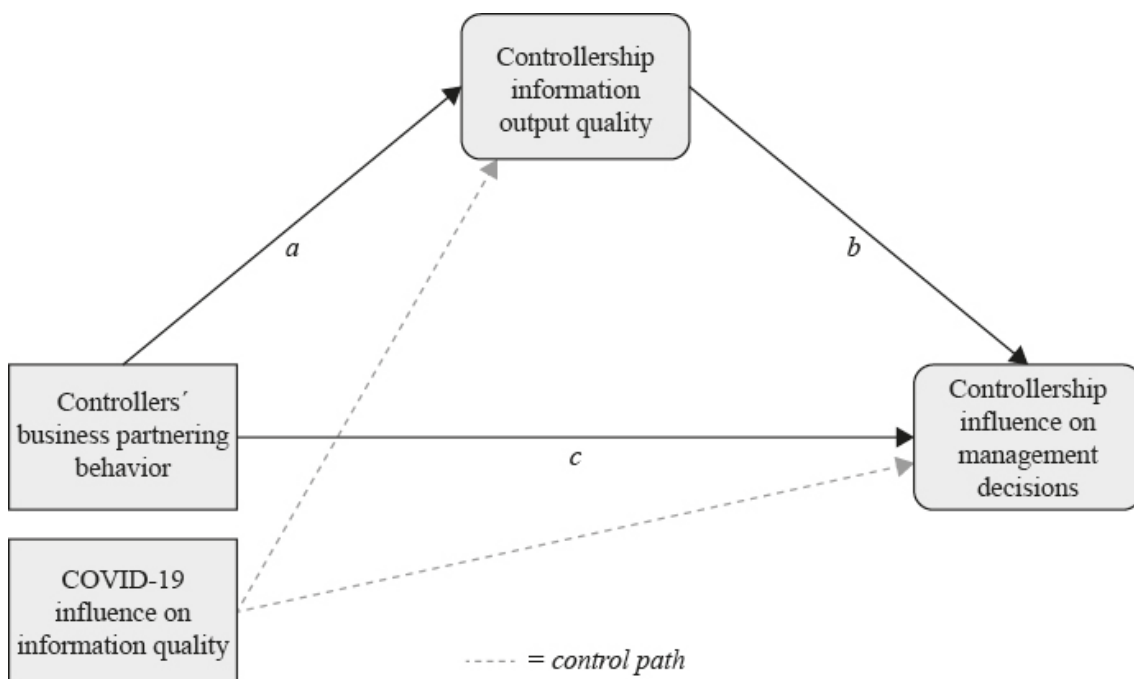 Controllership
information
output quality
a
b
Controllers´
business partnering
behavior
c
Controllership
influence on
management
decisions
COVID-19
influence on
information quality
= control path